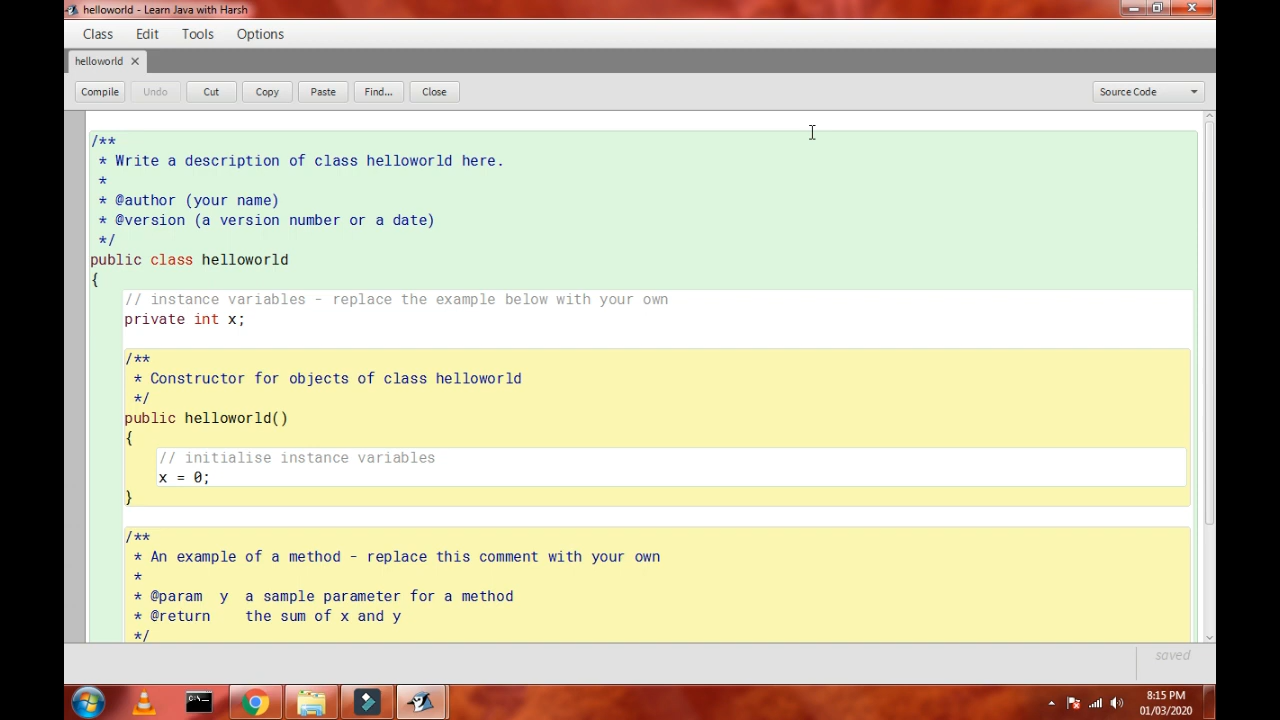 helloworld - Learn Java with Harsh
Class Edit Tools Options
helloworld
Compile Undo Cut Copy Paste Find... Close Source Code
/**
 * Write a description of class helloworld here.
 *
 * @author (your name)
 * @version (a version number or a date)
 */
public class helloworld
{
// instance variables - replace the example below with your own
private int x;
/**
 * Constructor for objects of class helloworld
 */
public helloworld()
{
// initialise instance variables
x = 0;
}
/**
 * An example of a method - replace this comment with your own
 *
 * @param  y  a sample parameter for a method
 * @return    the sum of x and y
 */
saved
C:\
8:15 PM
01/03/2020